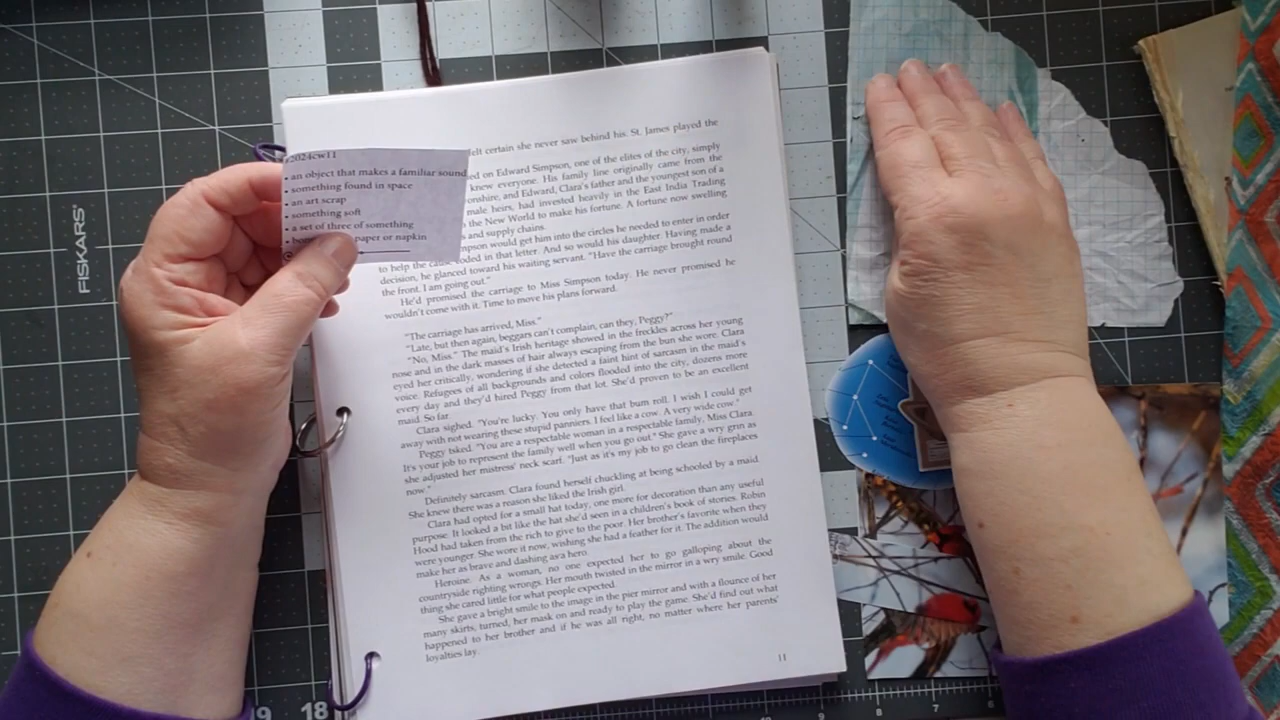 FISKARS
2024cw11
• an object that makes a familiar sound
• something found in space
• an art scrap
• something soft
• a set of three of something
paper or napkin
felt certain she never saw behind his. St. James played the
ed on Edward Simpson, one of the elites of the city, simply
knew everyone. His family line originally came from the
onshire, and Edward, Clara's father and the youngest son of a
male heirs, had invested heavily in the East India Trading
the New World to make his fortune. A fortune now swelling
and supply chains.
mpson would get him into the circles he needed to enter in order
to help the cause coded in that letter. And so would his daughter. Having made a
decision, he glanced toward his waiting servant. "Have the carriage brought round
the front. I am going out."
He'd promised the carriage to Miss Simpson today. He never promised he
wouldn't come with it. Time to move his plans forward.
"The carriage has arrived, Miss."
"Late, but then again, beggars can't complain, can they, Peggy?"
"No, Miss." The maid's Irish heritage showed in the freckles across her young
nose and in the dark masses of hair always escaping from the bun she wore. Clara
eyed her critically, wondering if she detected a faint hint of sarcasm in the maid's
voice. Refugees of all backgrounds and colors flooded into the city, dozens more
every day and they'd hired Peggy from that lot. She'd proven to be an excellent
maid. So far.
Clara sighed. "You're lucky. You only have that bum roll. I wish I could get
away with not wearing these stupid panniers. I feel like a cow. A very wide cow."
Peggy tsked. "You are a respectable woman in a respectable family, Miss Clara.
It's your job to represent the family well when you go out." She gave a wry grin as
she adjusted her mistress' neck scarf. "Just as it's my job to go clean the fireplaces
now."
Definitely sarcasm. Clara found herself chuckling at being schooled by a maid.
She knew there was a reason she liked the Irish girl.
Clara had opted for a small hat today, one more for decoration than any useful
purpose. It looked a bit like the hat she'd seen in a children's book of stories. Robin
Hood had taken from the rich to give to the poor. Her brother's favorite when they
were younger. She wore it now, wishing she had a feather for it. The addition would
make her as brave and dashing as a hero.
Heroine. As a woman, no one expected her to go galloping about the
countryside righting wrongs. Her mouth twisted in the mirror in a wry smile. Good
thing she cared little for what people expected.
She gave a bright smile to the image in the pier mirror and with a flounce of her
many skirts, turned, her mask on and ready to play the game. She'd find out what
happened to her brother and if he was all right, no matter where her parents'
loyalties lay.
11
18
8
7
6